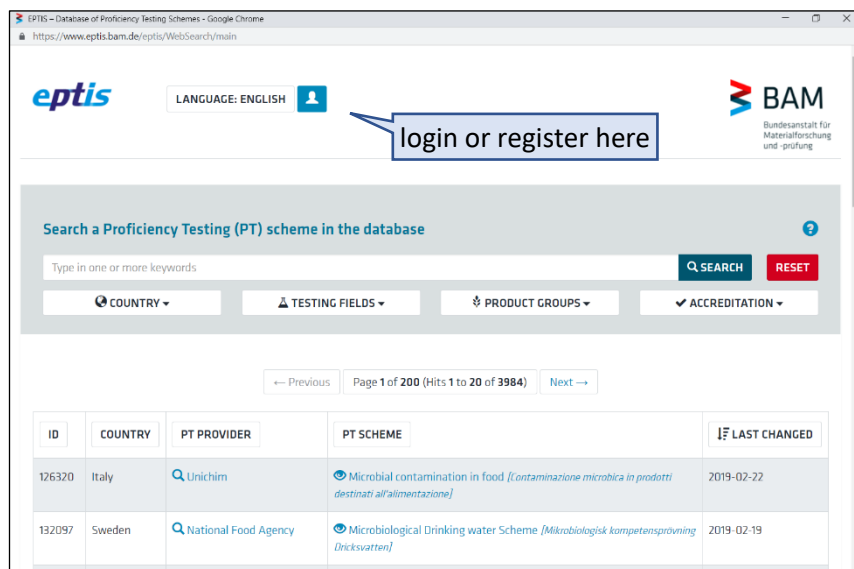 EPTIS – Database of Proficiency Testing Schemes - Google Chrome
https://www.eptis.bam.de/eptis/WebSearch/main
eptis
LANGUAGE: ENGLISH
BAM
Bundesanstalt für
Materialforschung
und -prüfung
login or register here
Search a Proficiency Testing (PT) scheme in the database
?
Type in one or more keywords
SEARCH
RESET
COUNTRY
TESTING FIELDS
PRODUCT GROUPS
ACCREDITATION
← Previous Page 1 of 200 (Hits 1 to 20 of 3984) Next →
ID COUNTRY PT PROVIDER PT SCHEME LAST CHANGED
126320 Italy Unichim Microbial contamination in food [Contaminazione microbica in prodotti 2019-02-22
destinati all'alimentazione]
132097 Sweden National Food Agency Microbiological Drinking water Scheme [Mikrobiologisk kompetensprövning 2019-02-19
Dricksvatten]